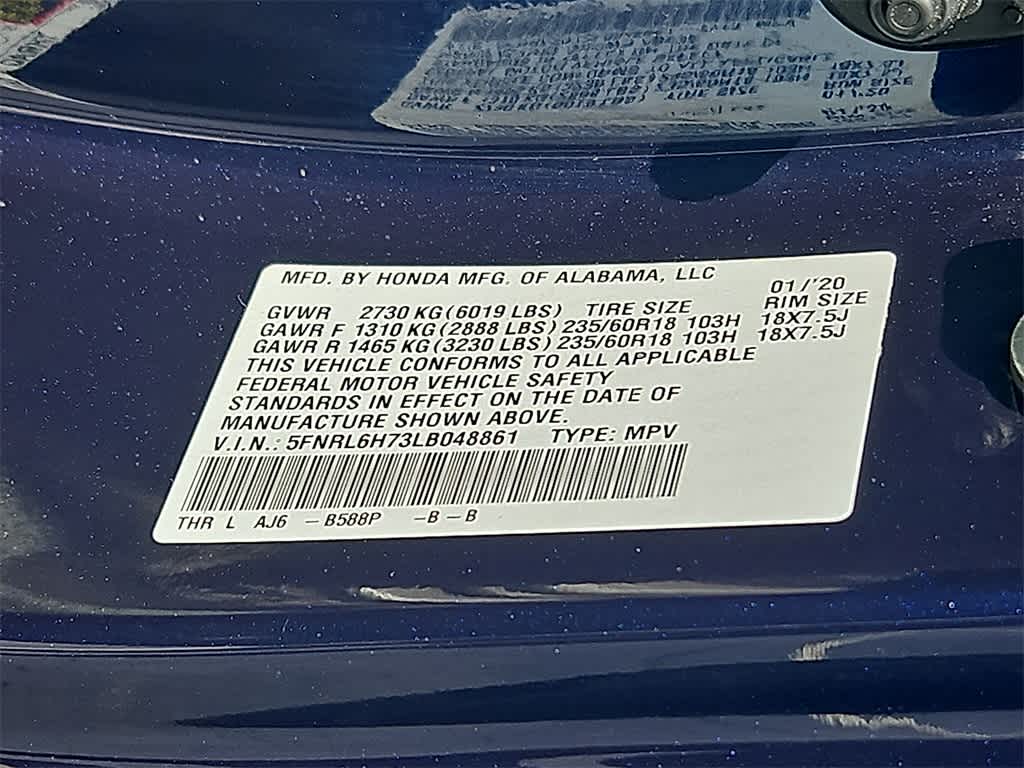 MFD. BY HONDA MFG. OF ALABAMA, LLC
01/'20
GVWR 2730 KG (6019 LBS) TIRE SIZE RIM SIZE
GAWR F 1310 KG (2888 LBS) 235/60R18 103H 18X7.5J
GAWR R 1465 KG (3230 LBS) 235/60R18 103H 18X7.5J
THIS VEHICLE CONFORMS TO ALL APPLICABLE
FEDERAL MOTOR VEHICLE SAFETY
STANDARDS IN EFFECT ON THE DATE OF
MANUFACTURE SHOWN ABOVE.
V.I.N.: 5FNRL6H73LB048861 TYPE: MPV
THR L AJ6 -B588P -B-B